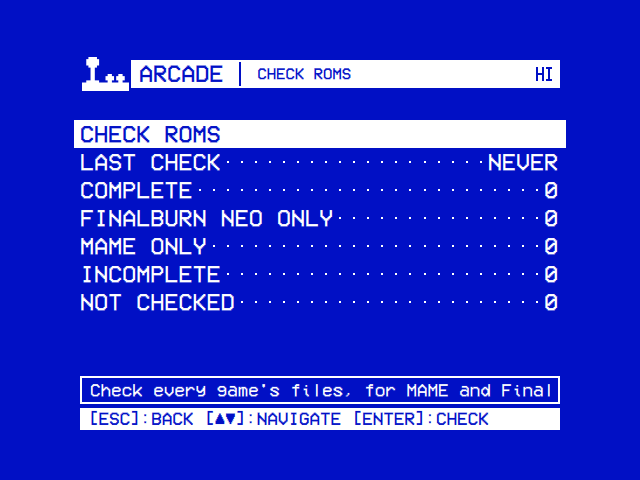 ARCADE CHECK ROMS HI
CHECK ROMS
LAST CHECK··················NEVER
COMPLETE·························0
FINALBURN NEO ONLY···············0
MAME ONLY························0
INCOMPLETE·······················0
NOT CHECKED······················0
Check every game's files, for MAME and Final
[ESC]:BACK [▲▼]:NAVIGATE [ENTER]:CHECK